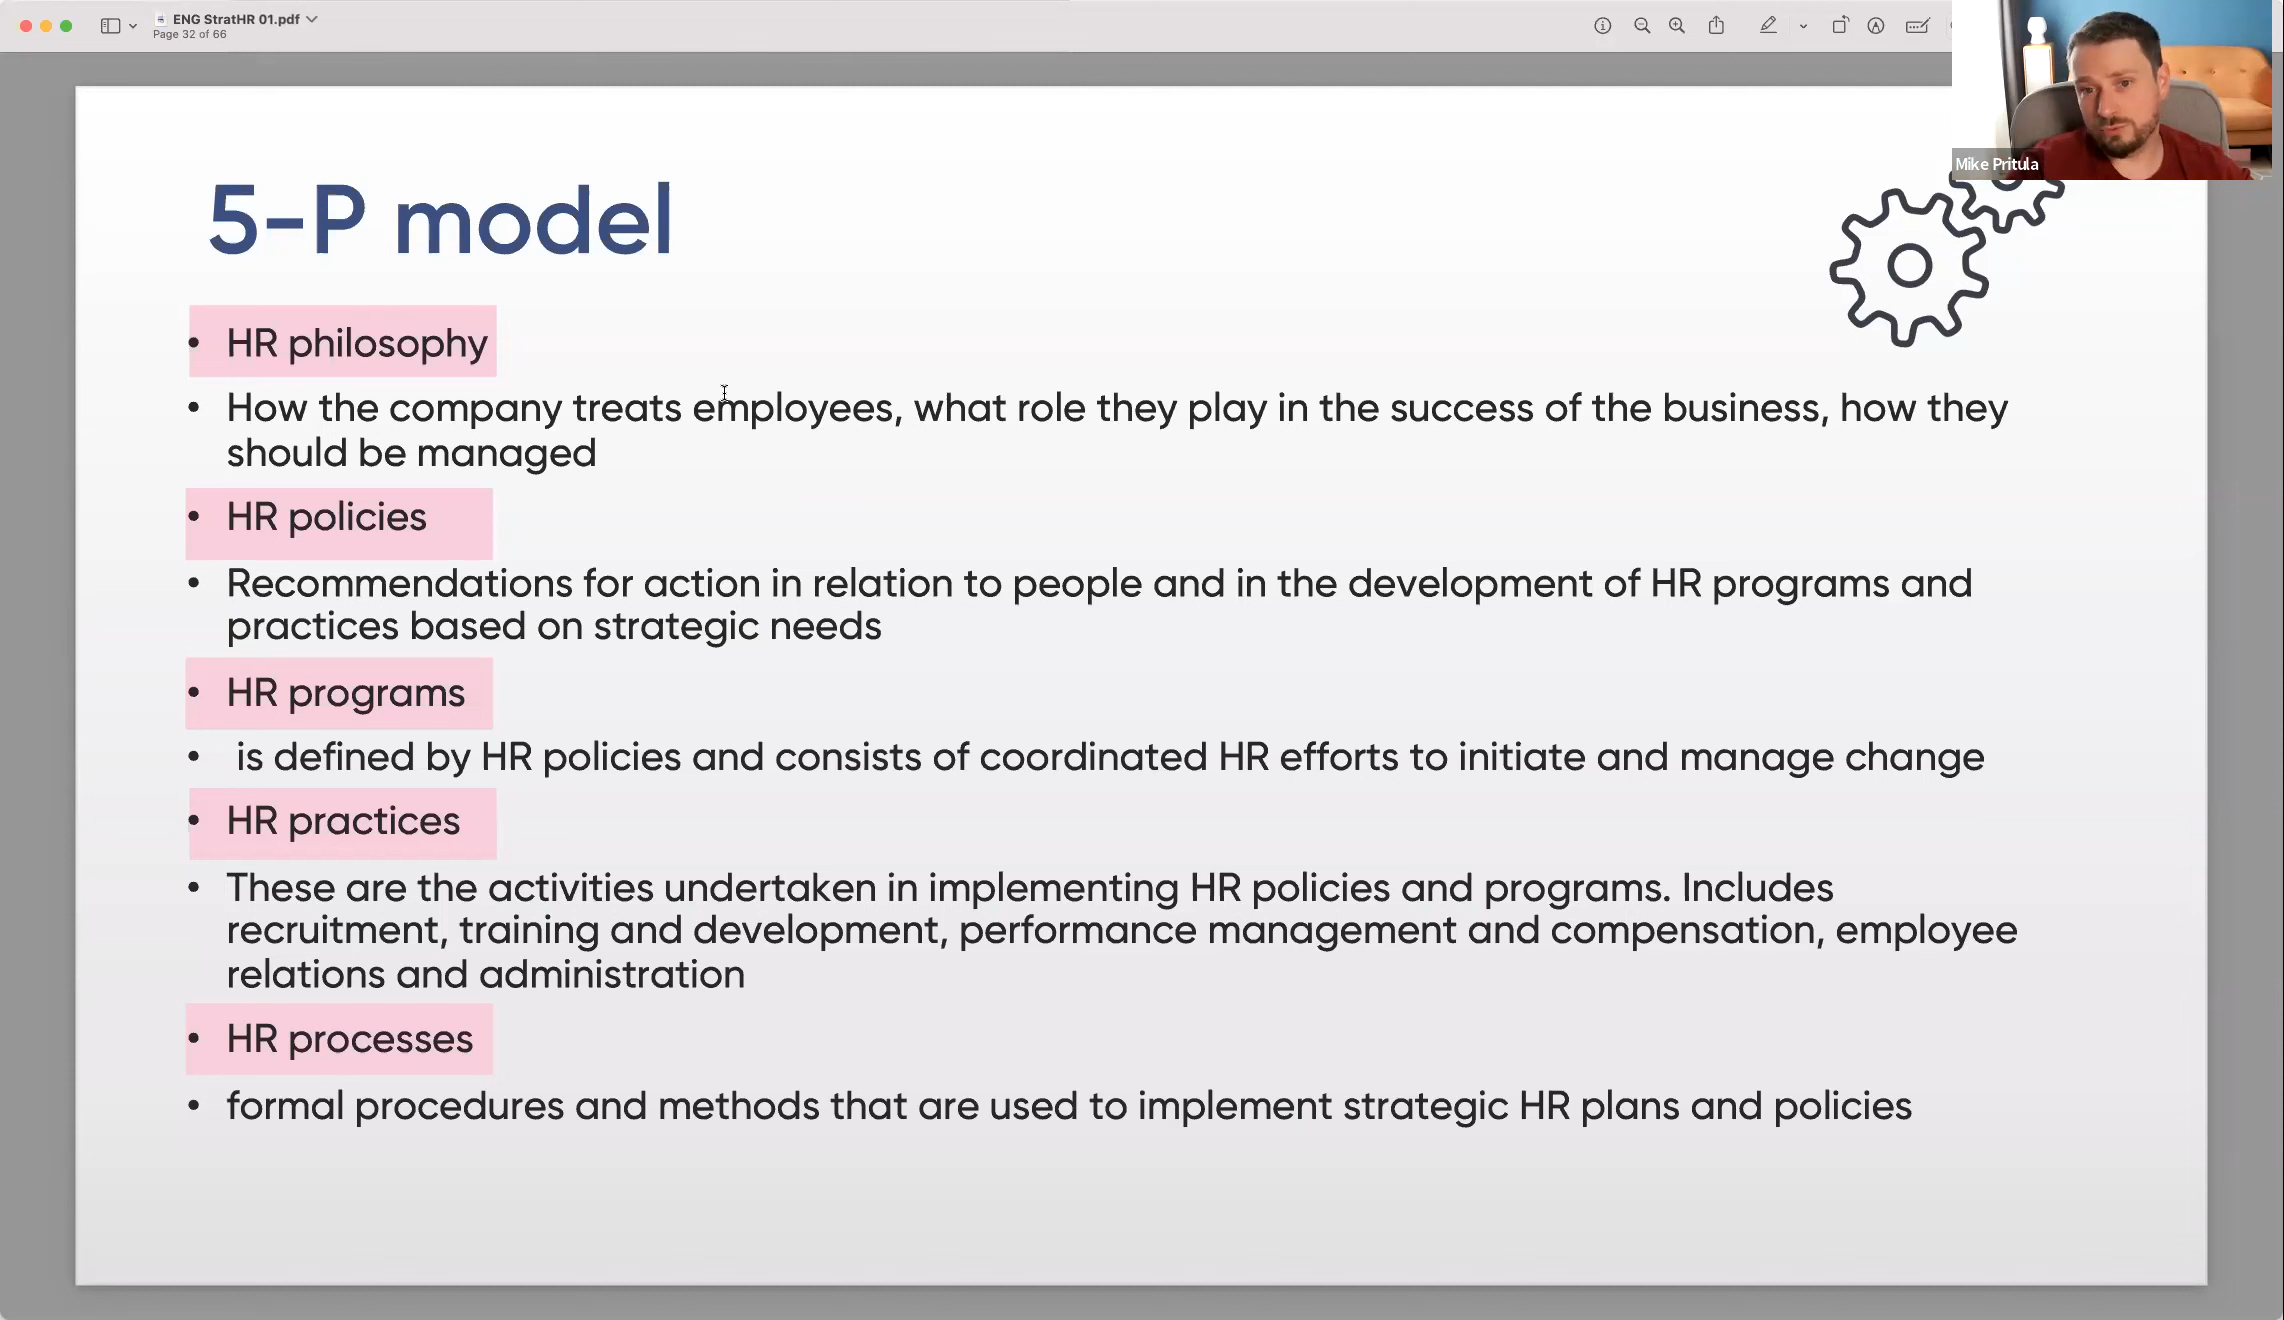 ENG StratHR 01.pdf
Page 32 of 66
Mike Pritula
5-P model
• HR philosophy
• How the company treats employees, what role they play in the success of the business, how they
should be managed
• HR policies
• Recommendations for action in relation to people and in the development of HR programs and
practices based on strategic needs
• HR programs
• is defined by HR policies and consists of coordinated HR efforts to initiate and manage change
• HR practices
• These are the activities undertaken in implementing HR policies and programs. Includes
recruitment, training and development, performance management and compensation, employee
relations and administration
• HR processes
• formal procedures and methods that are used to implement strategic HR plans and policies